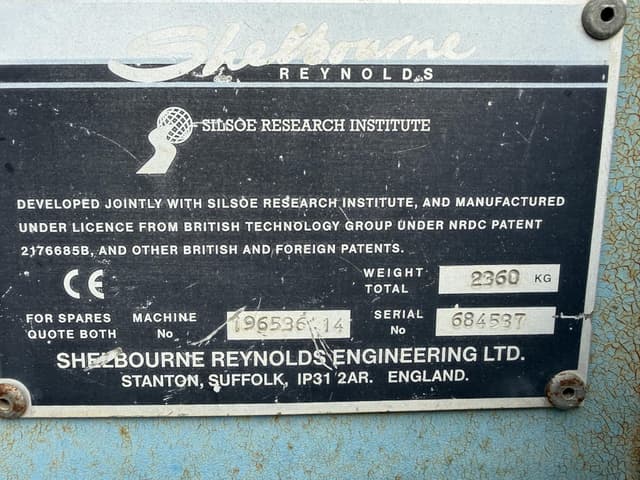 Shelbourne
REYNOLDS
SILSOE RESEARCH INSTITUTE
DEVELOPED JOINTLY WITH SILSOE RESEARCH INSTITUTE, AND MANUFACTURED
UNDER LICENCE FROM BRITISH TECHNOLOGY GROUP UNDER NRDC PATENT
2176685B, AND OTHER BRITISH AND FOREIGN PATENTS.
CE
WEIGHT TOTAL 2360 KG
FOR SPARES QUOTE BOTH
MACHINE No 196536 14
SERIAL No 684537
SHELBOURNE REYNOLDS ENGINEERING LTD.
STANTON, SUFFOLK, IP31 2AR. ENGLAND.